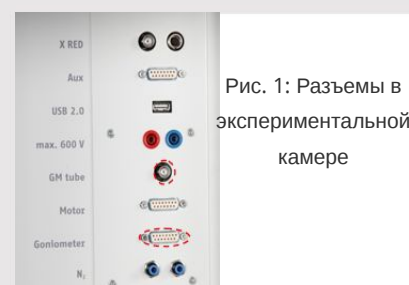 X RED
Aux
USB 2.0
max. 600 V
GM tube
Motor
Goniometer
N₂
Рис. 1: Разъемы в
экспериментальной
камере